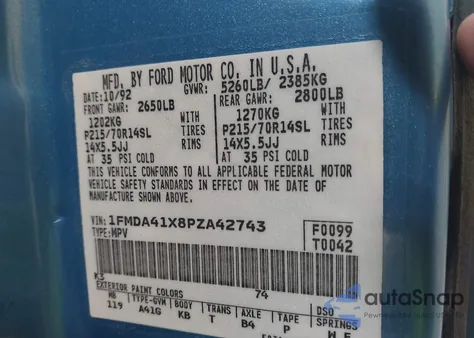 MFD. BY FORD MOTOR CO. IN U.S.A.
DATE: 10/92 GVWR: 5260LB/ 2385KG
FRONT GAWR: 2650LB REAR GAWR: 2800LB
1202KG WITH 1270KG WITH
P215/70R14SL TIRES P215/70R14SL TIRES
14X5.5JJ RIMS 14X5.5JJ RIMS
AT 35 PSI COLD AT 35 PSI COLD
THIS VEHICLE CONFORMS TO ALL APPLICABLE FEDERAL MOTOR
VEHICLE SAFETY STANDARDS IN EFFECT ON THE DATE OF
MANUFACTURE SHOWN ABOVE.
VIN: 1FMDA41X8PZA42743 F0099
TYPE: MPV T0042
K3 74
EXTERIOR PAINT COLORS DSO
WB TYPE-GVM BODY TRANS AXLE TAPE SPRINGS
119 A41G KB T B4 P
autoSnap